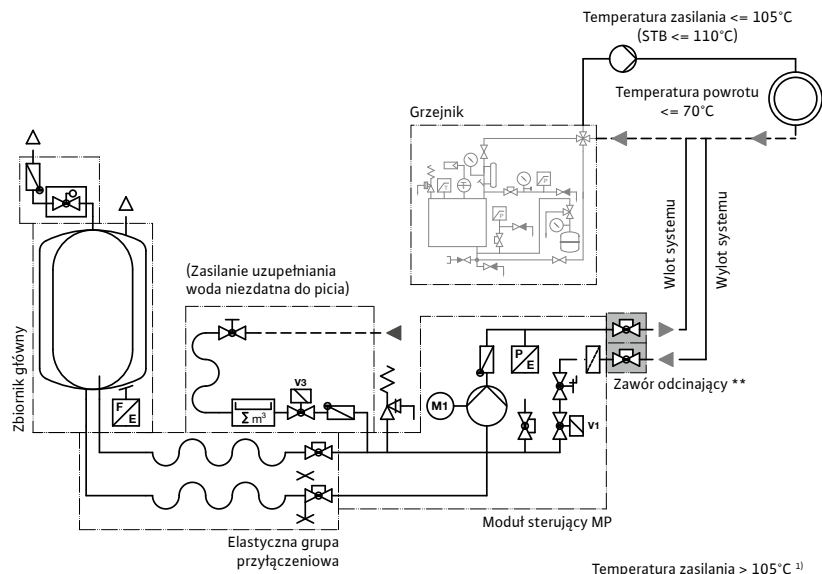 Temperatura zasilania <= 105°C
(STB <= 110°C)
Temperatura powrotu
<= 70°C
Grzejnik
Wlot systemu
Wylot systemu
(Zasilanie uzupełniania
woda niezdatna do picia)
Zbiornik główny
F
E
V3
Σ m³
M1
P
E
Zawór odcinający **
V1
Moduł sterujący MP
Elastyczna grupa
przyłączeniowa
Temperatura zasilania > 105°C ¹⁾